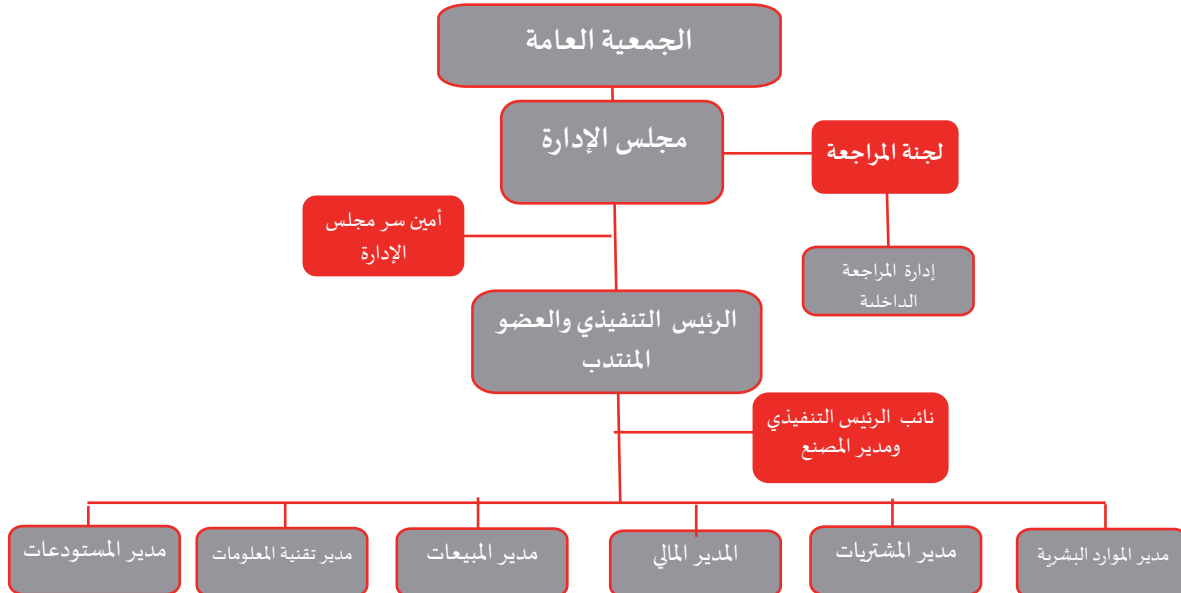 الجمعية العامة
مجلس الإدارة
لجنة المراجعة
أمين سر مجلس
الإدارة
إدارة المراجعة
الداخلية
الرئيس التنفيذي والعضو
المنتدب
نائب الرئيس التنفيذي
ومدير المصنع
مدير الموارد البشرية
مدير المشتريات
المدير المالي
مدير المبيعات
مدير تقنية المعلومات
مدير المستودعات